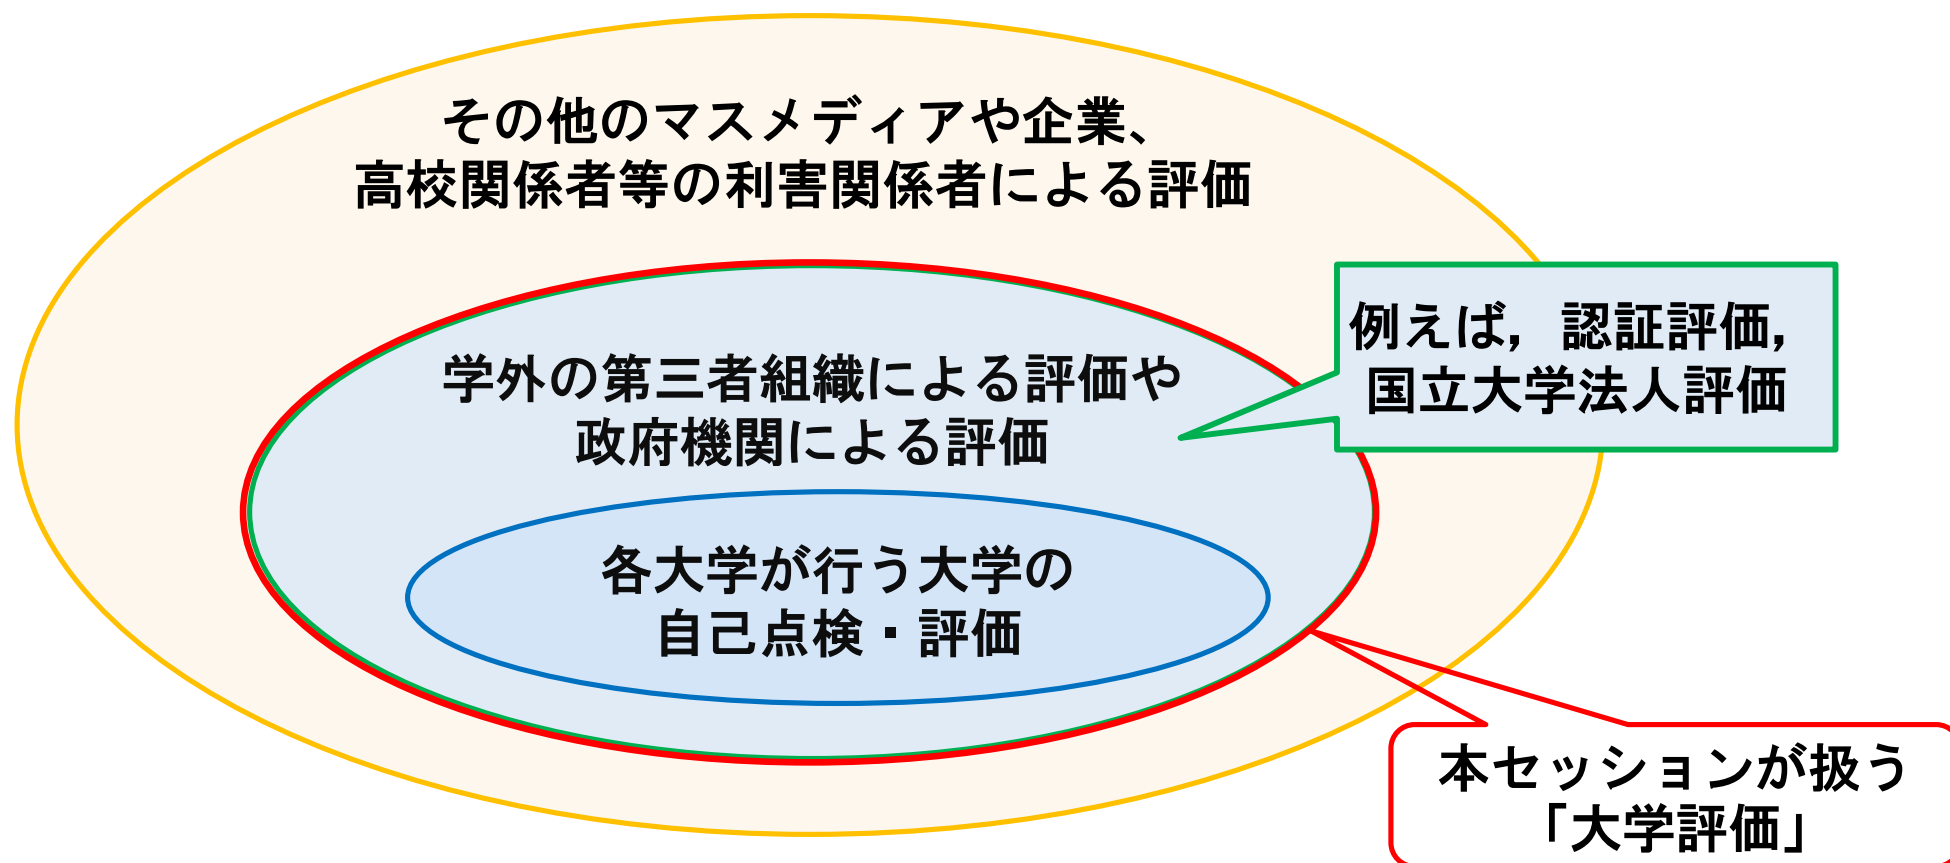 その他のマスメディアや企業、
高校関係者等の利害関係者による評価
学外の第三者組織による評価や
政府機関による評価
例えば，認証評価，
国立大学法人評価
各大学が行う大学の
自己点検・評価
本セッションが扱う
「大学評価」